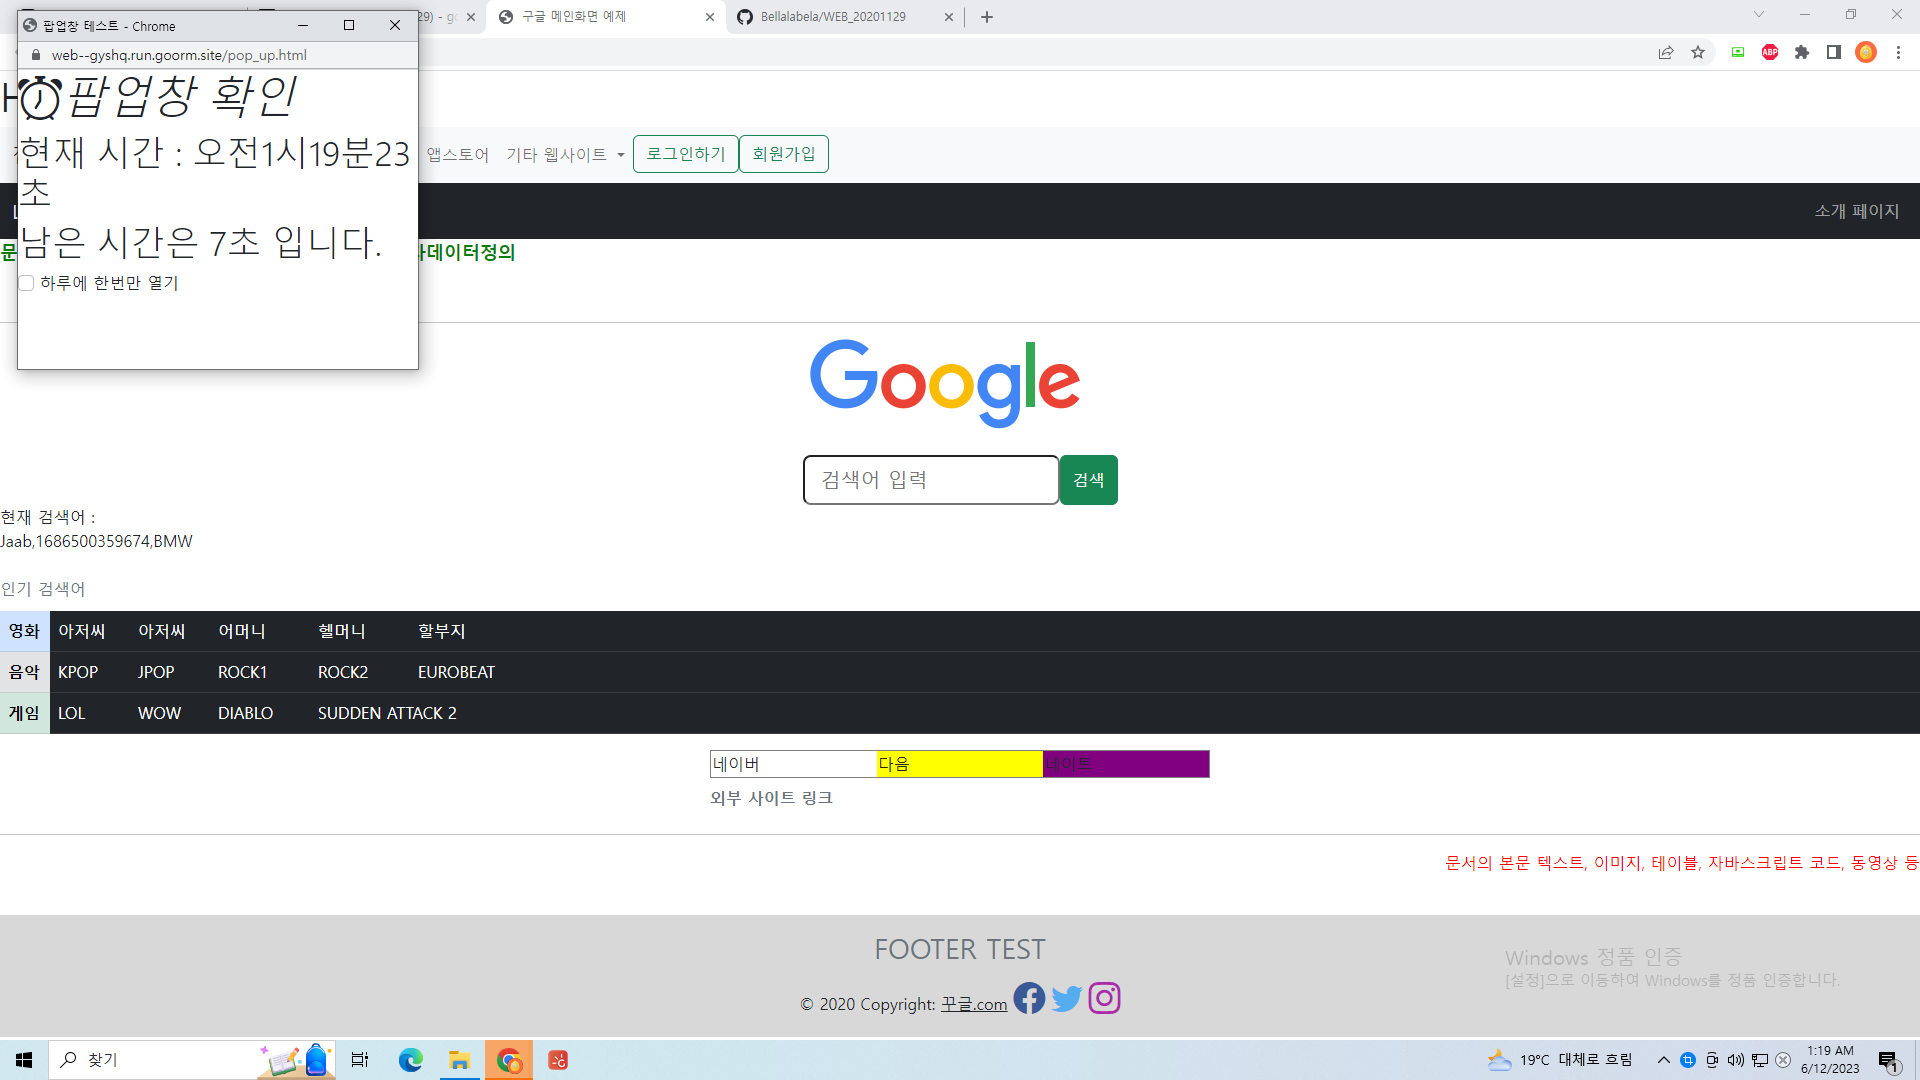 팝업창 테스트 - Chrome
29) - g
구글 메인화면 예제
Bellalabela/WEB_20201129
web--gyshq.run.goorm.site/pop_up.html
ABP
H
팝업창 확인
현재 시간 : 오전1시19분23
초
남은 시간은 7초 입니다.
하루에 한번만 열기
앱스토어
기타 웹사이트
로그인하기
회원가입
소개 페이지
문
데이터정의
Google
검색어 입력
검색
현재 검색어 :
Jaab,1686500359674,BMW
인기 검색어
영화 아저씨 아저씨 어머니 헬머니 할부지
음악 KPOP JPOP ROCK1 ROCK2 EUROBEAT
게임 LOL WOW DIABLO SUDDEN ATTACK 2
네이버 다음 네이트
외부 사이트 링크
문서의 본문 텍스트, 이미지, 테이블, 자바스크립트 코드, 동영상 등
FOOTER TEST
© 2020 Copyright: 꾸글.com
Windows 정품 인증
[설정]으로 이동하여 Windows를 정품 인증합니다.
찾기
19°C 대체로 흐림
1:19 AM
6/12/2023
1